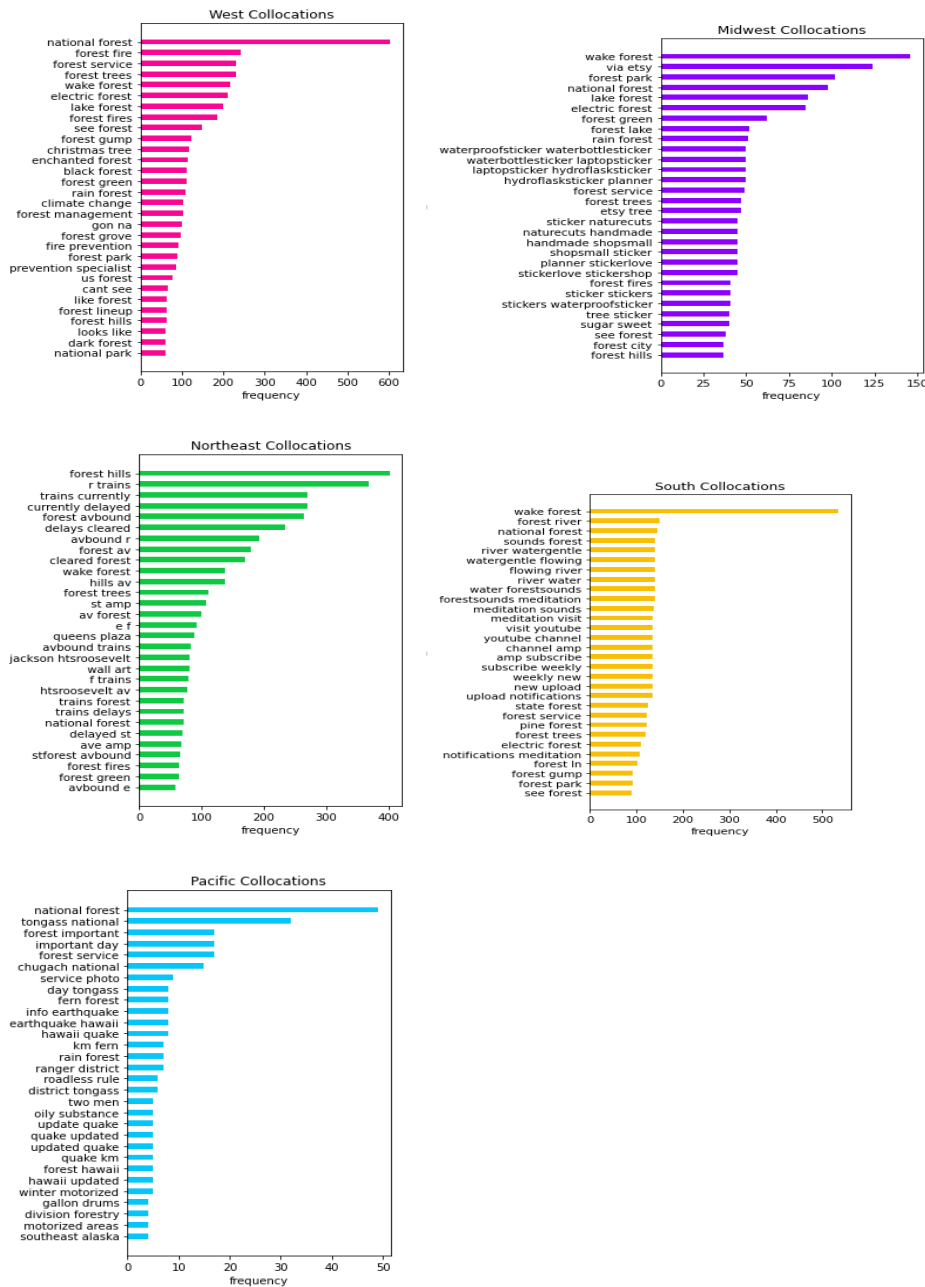 West Collocations
national forest
forest fire
forest service
forest trees
wake forest
electric forest
lake forest
forest fires
see forest
forest gump
christmas tree
enchanted forest
black forest
forest green
rain forest
climate change
forest management
gon na
forest grove
fire prevention
forest park
prevention specialist
us forest
cant see
like forest
forest lineup
forest hills
looks like
dark forest
national park
0 100 200 300 400 500 600
frequency
Midwest Collocations
wake forest
via etsy
forest park
national forest
lake forest
electric forest
forest green
forest lake
rain forest
waterproofsticker waterbottlesticker
waterbottlesticker laptopsticker
laptopsticker hydroflasksticker
hydroflasksticker planner
forest service
forest trees
etsy tree
sticker naturecuts
naturecuts handmade
handmade shopsmall
shopsmall sticker
planner stickerlove
stickerlove stickershop
forest fires
sticker stickers
stickers waterproofsticker
tree sticker
sugar sweet
see forest
forest city
forest hills
0 25 50 75 100 125 150
frequency
Northeast Collocations
forest hills
r trains
trains currently
currently delayed
forest avbound
delays cleared
avbound r
forest av
cleared forest
wake forest
hills av
forest trees
st amp
av forest
e f
queens plaza
avbound trains
jackson htsroosevelt
wall art
f trains
htsroosevelt av
trains forest
trains delays
national forest
delayed st
ave amp
stforest avbound
forest fires
forest green
avbound e
0 100 200 300 400
frequency
South Collocations
wake forest
forest river
national forest
sounds forest
river watergentle
watergentle flowing
flowing river
river water
water forestsounds
forestsounds meditation
meditation sounds
meditation visit
visit youtube
youtube channel
channel amp
amp subscribe
subscribe weekly
weekly new
new upload
upload notifications
state forest
forest service
pine forest
forest trees
electric forest
notifications meditation
forest ln
forest gump
forest park
see forest
0 100 200 300 400 500
frequency
Pacific Collocations
national forest
tongass national
forest important
important day
forest service
chugach national
service photo
day tongass
fern forest
info earthquake
earthquake hawaii
hawaii quake
km fern
rain forest
ranger district
roadless rule
district tongass
two men
oily substance
update quake
quake updated
updated quake
quake km
forest hawaii
hawaii updated
winter motorized
gallon drums
division forestry
motorized areas
southeast alaska
0 10 20 30 40 50
frequency